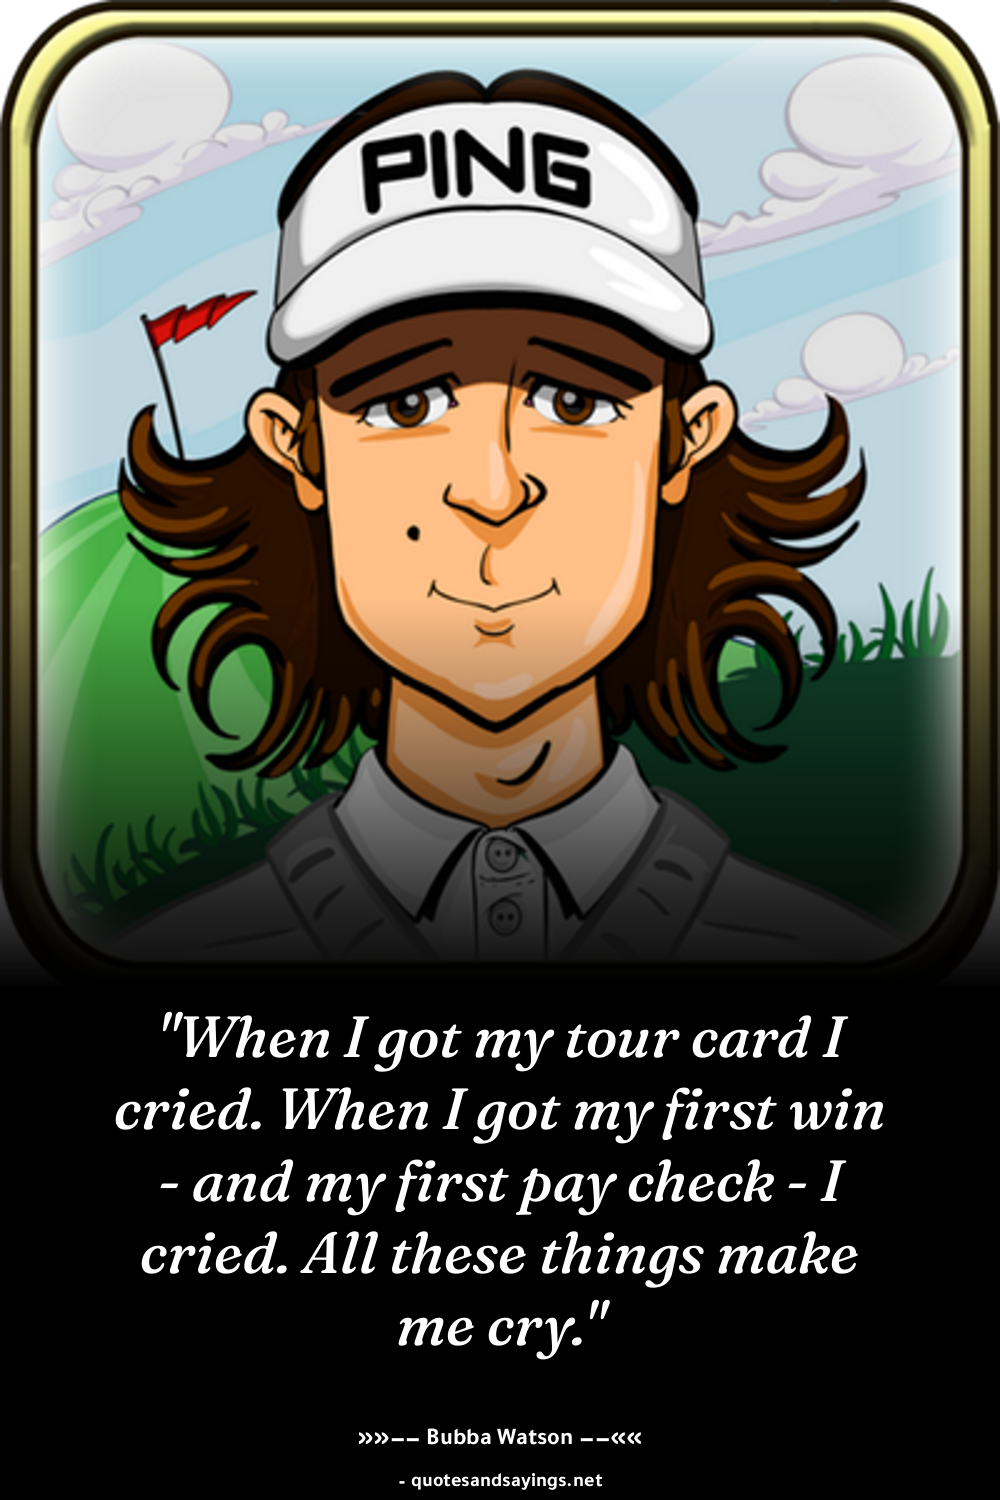 PING
"When I got my tour card I
cried. When I got my first win
- and my first pay check - I
cried. All these things make
me cry."
»»–– Bubba Watson ––««
- quotesandsayings.net